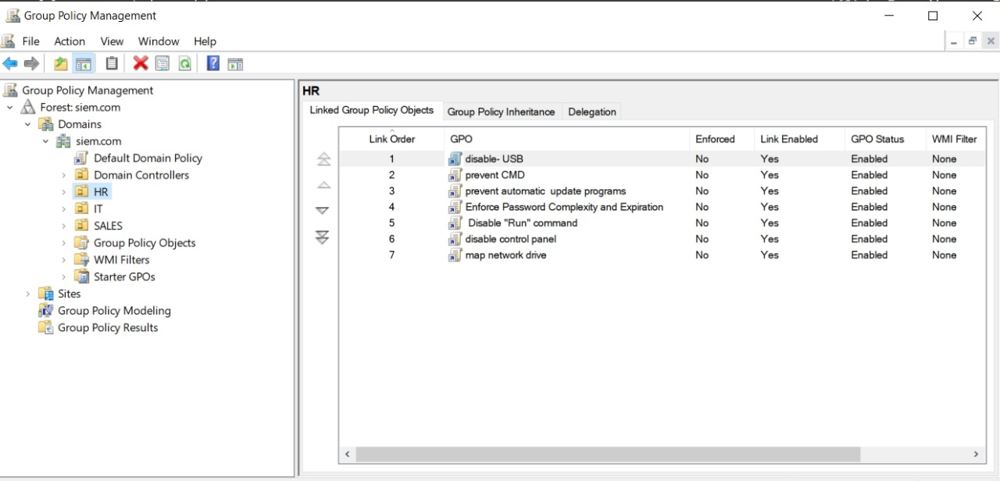 Group Policy Management
File Action View Window Help
Group Policy Management
Forest: siem.com
Domains
siem.com
Default Domain Policy
Domain Controllers
HR
IT
SALES
Group Policy Objects
WMI Filters
Starter GPOs
Sites
Group Policy Modeling
Group Policy Results
HR
Linked Group Policy Objects Group Policy Inheritance Delegation
Link Order GPO Enforced Link Enabled GPO Status WMI Filter
1 disable- USB No Yes Enabled None
2 prevent CMD No Yes Enabled None
3 prevent automatic  update programs No Yes Enabled None
4 Enforce Password Complexity and Expiration No Yes Enabled None
5 Disable "Run" command No Yes Enabled None
6 disable control panel No Yes Enabled None
7 map network drive No Yes Enabled None